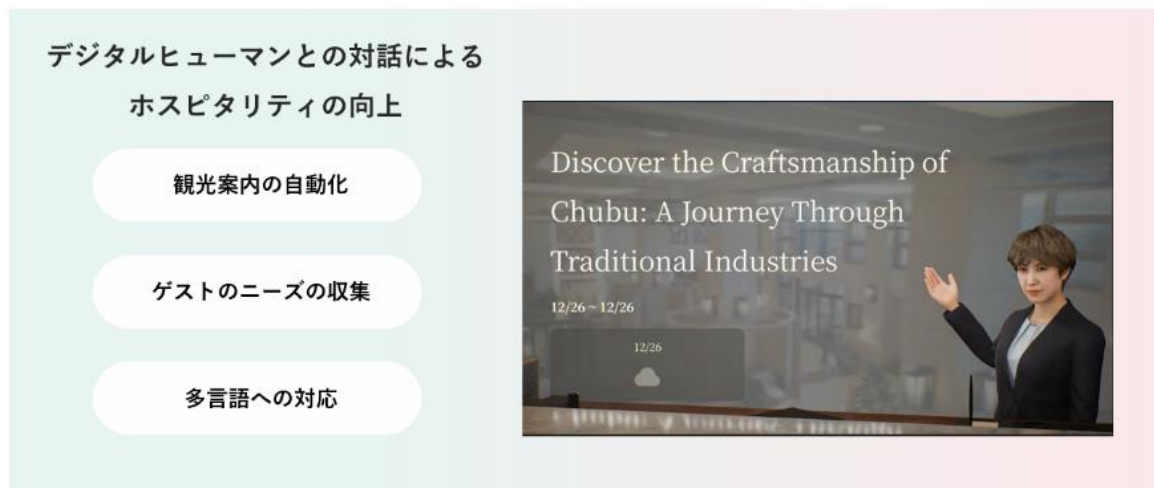 デジタルヒューマンとの対話による
ホスピタリティの向上
観光案内の自動化
ゲストのニーズの収集
多言語への対応
Discover the Craftsmanship of
Chubu: A Journey Through
Traditional Industries
12/26 ~ 12/26
12/26